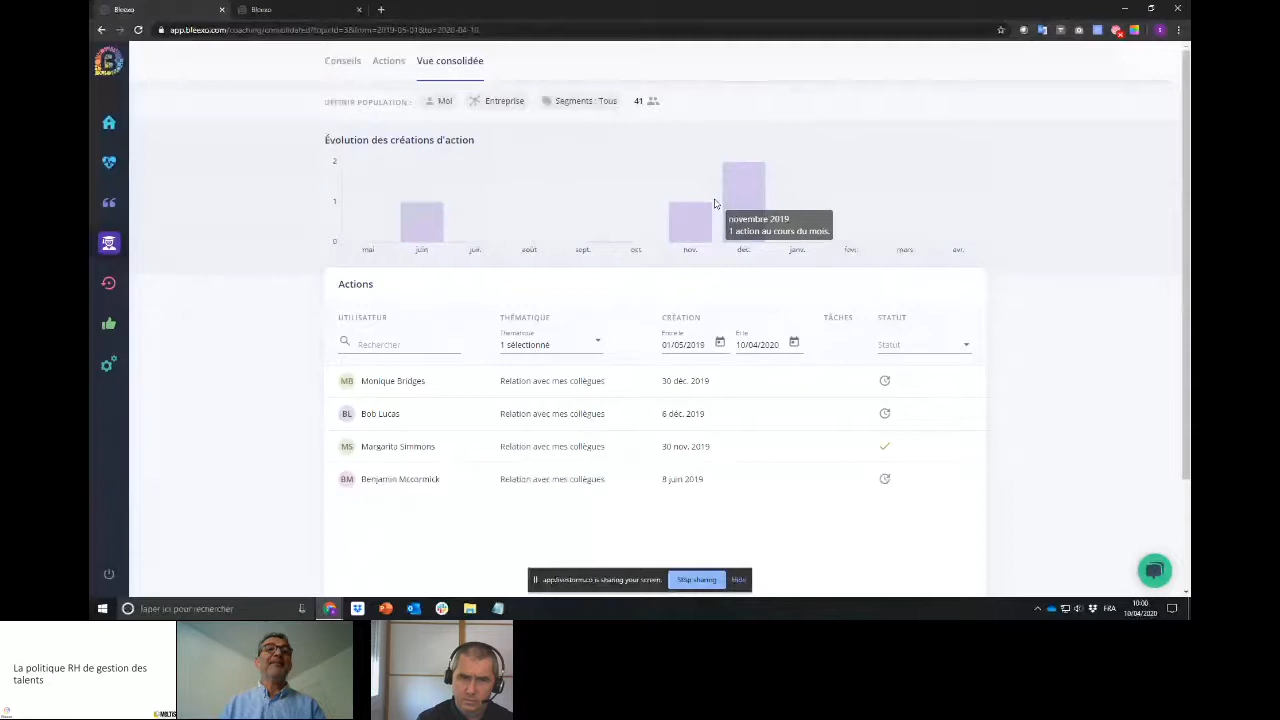 Bleexo
Bleexo
app.bleexo.com/coaching/consolidated?topicId=3&from=2019-05-01&to=2020-04-10
Conseils Actions Vue consolidée
DÉFINIR POPULATION : Moi Entreprise Segments : Tous 41
Évolution des créations d'action
2
1
0
novembre 2019
1 action au cours du mois.
mai juin juil. août sept. oct. nov. déc. janv. févr. mars avr.
Actions
UTILISATEUR THÉMATIQUE CRÉATION TÂCHES STATUT
Thématique Entre le Et le
Rechercher 1 sélectionné 01/05/2019 10/04/2020 Statut
MB Monique Bridges Relation avec mes collègues 30 déc. 2019
BL Bob Lucas Relation avec mes collègues 6 déc. 2019
MS Margarita Simmons Relation avec mes collègues 30 nov. 2019
BM Benjamin Mccormick Relation avec mes collègues 8 juin 2019
app.livestorm.co is sharing your screen. Stop sharing Hide
Taper ici pour rechercher
FRA
10:00
10/04/2020
La politique RH de gestion des
talents
MOLTIS